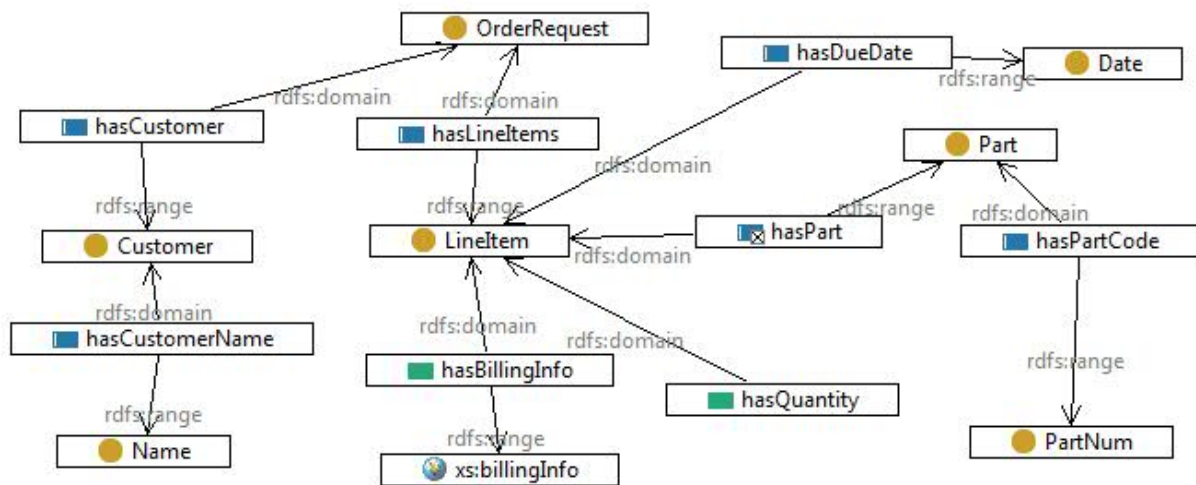 OrderRequest
hasDueDate
Date
rdfs:range
rdfs:domain
rdfs:domain
hasCustomer
hasLineItems
Part
rdfs:domain
rdfs:range
rdfs:range
rdfs:range
rdfs:domain
Customer
LineItem
hasPart
hasPartCode
rdfs:domain
rdfs:domain
rdfs:domain
rdfs:domain
hasCustomerName
rdfs:range
hasBillingInfo
hasQuantity
rdfs:range
rdfs:range
Name
xs:billingInfo
PartNum